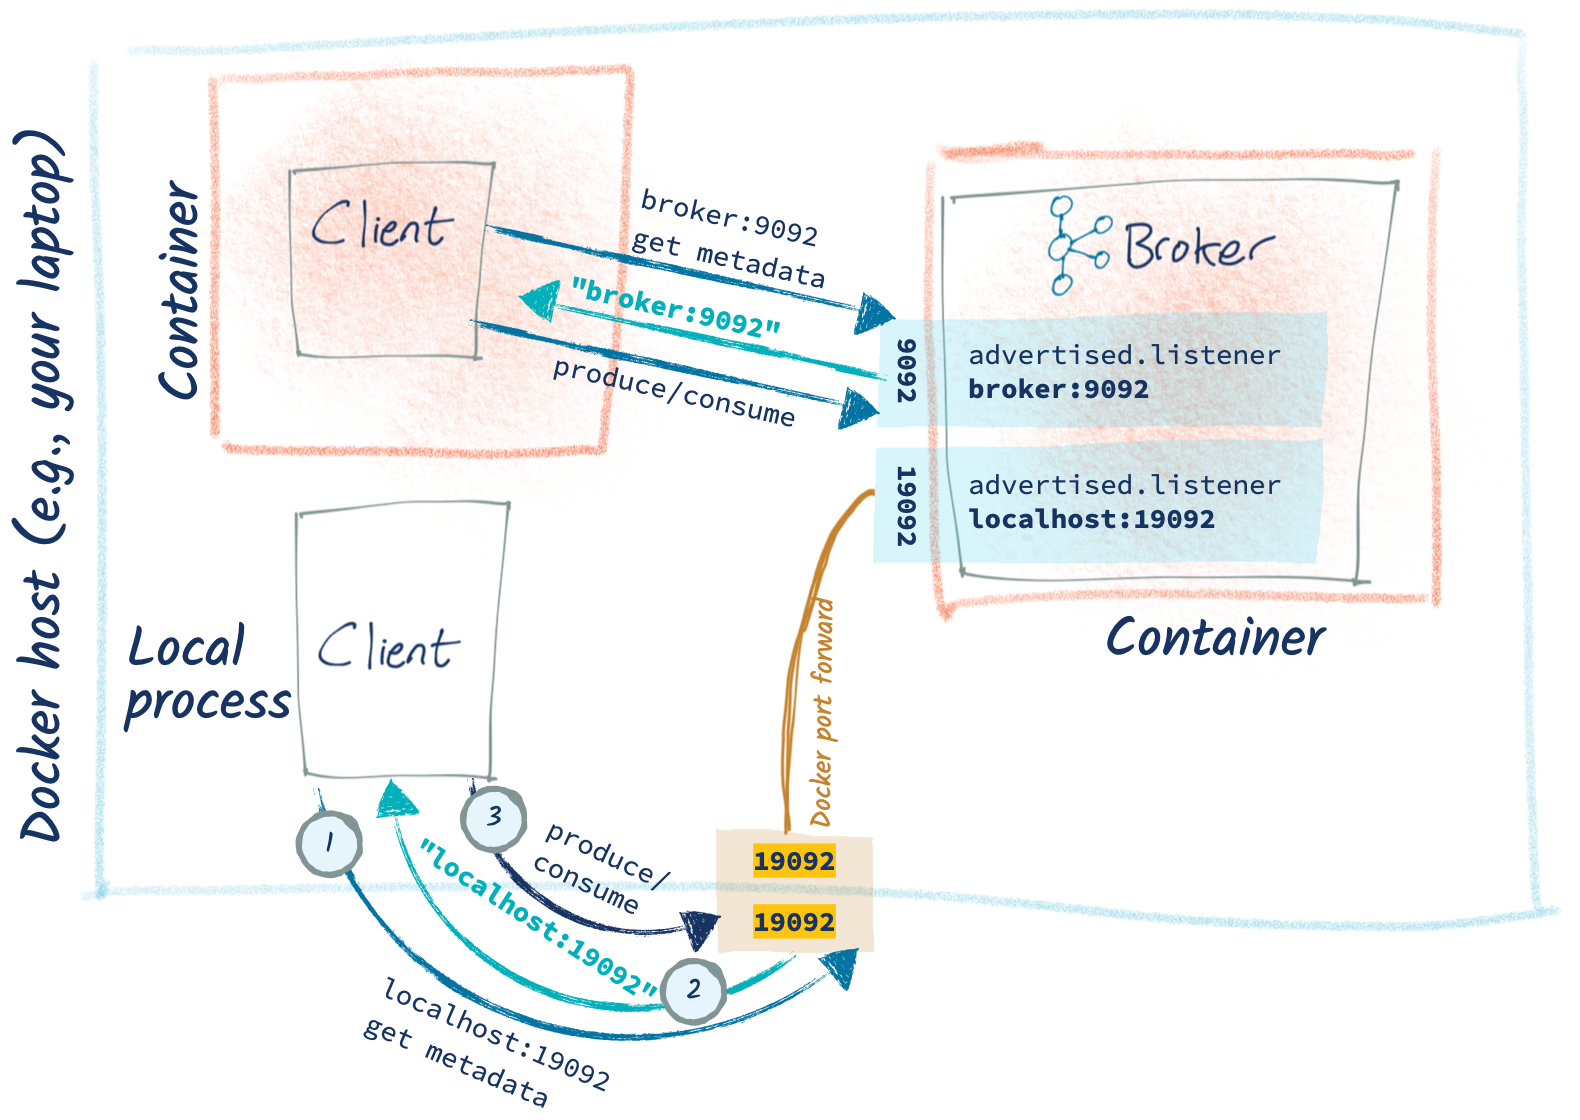 Docker host (e.g., your laptop)
Container
Client
broker:9092
get metadata
"broker:9092"
produce/consume
Broker
9092
advertised.listener
broker:9092
19092
advertised.listener
localhost:19092
Container
Local
process
Client
Docker port forward
19092
19092
1
localhost:19092
get metadata
2
"localhost:19092"
3
produce/
consume